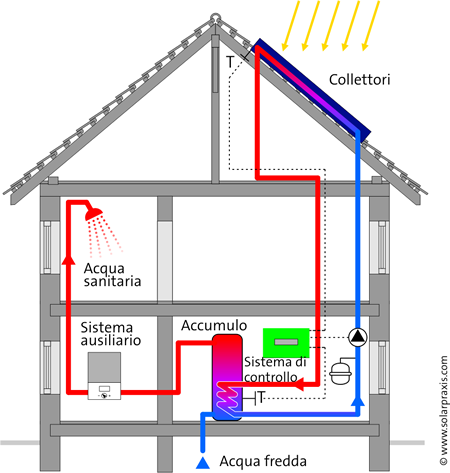 T
Collettori
Acqua
sanitaria
Sistema
ausiliario
Accumulo
Sistema di
controllo
T
Acqua fredda
© www.solarpraxis.com